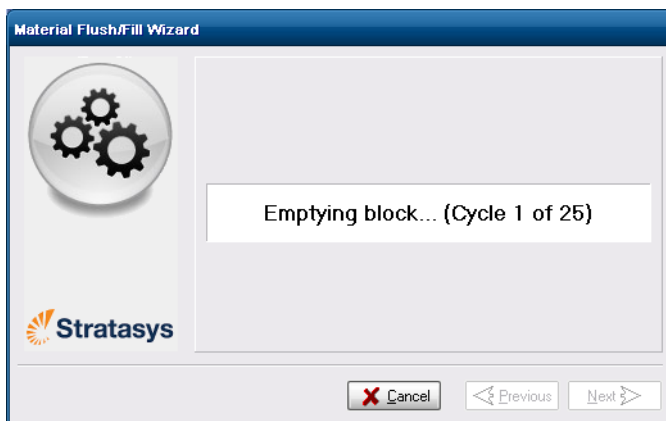 Material Flush/Fill Wizard
Emptying block... (Cycle 1 of 25)
Stratasys
Cancel
Previous
Next